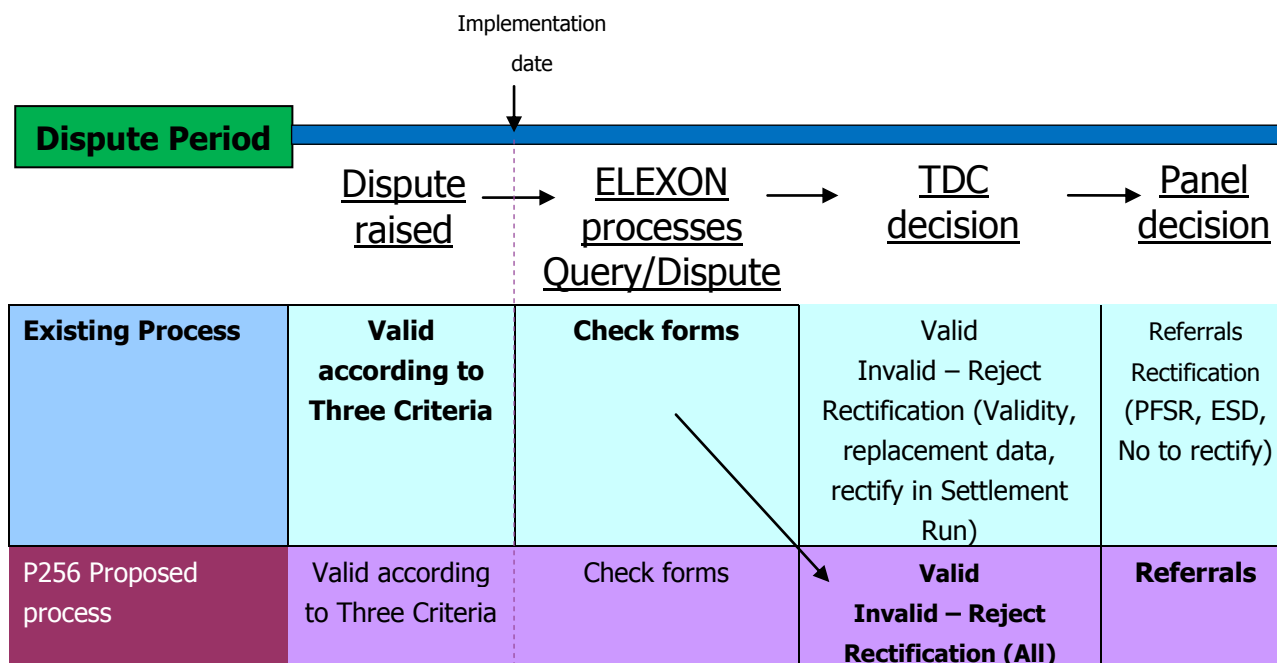 Implementation
date
Dispute Period
Dispute
raised
ELEXON
processes
Query/Dispute
TDC
decision
Panel
decision
Existing Process
Valid
according to
Three Criteria
Check forms
Valid
Invalid – Reject
Rectification (Validity,
replacement data,
rectify in Settlement
Run)
Referrals
Rectification
(PFSR, ESD,
No to rectify)
P256 Proposed
process
Valid according
to Three Criteria
Check forms
Valid
Invalid – Reject
Rectification (All)
Referrals